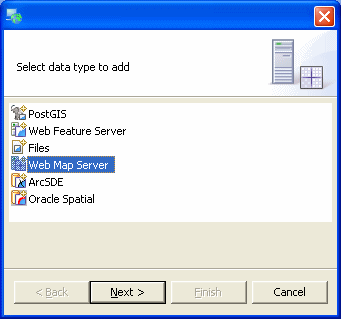 Select data type to add
PostGIS
Web Feature Server
Files
Web Map Server
ArcSDE
Oracle Spatial
< Back Next > Finish Cancel